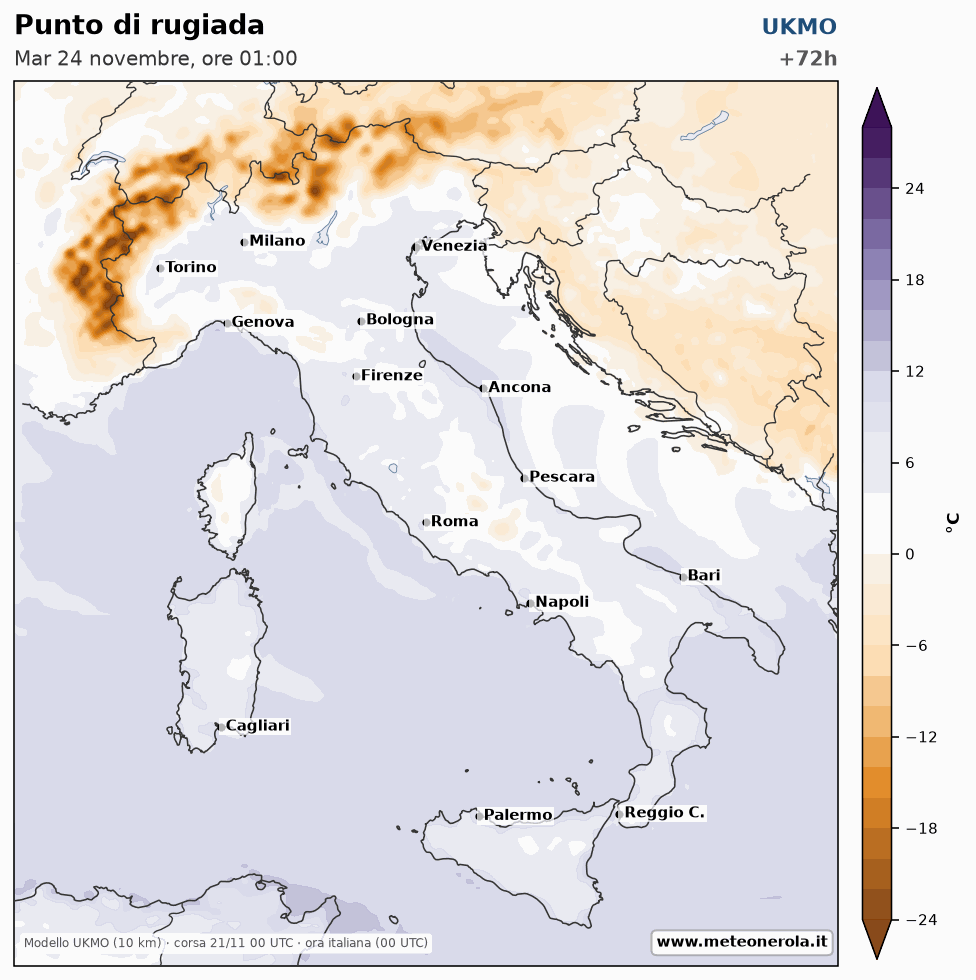 Punto di rugiada
UKMO
Mar 24 novembre, ore 01:00
+72h
Milano
Venezia
Torino
Genova
Bologna
Firenze
Ancona
Pescara
Roma
Bari
Napoli
Cagliari
Palermo
Reggio C.
24
18
12
6
0
−6
−12
−18
−24
°C
Modello UKMO (10 km) · corsa 21/11 00 UTC · ora italiana (00 UTC)
www.meteonerola.it